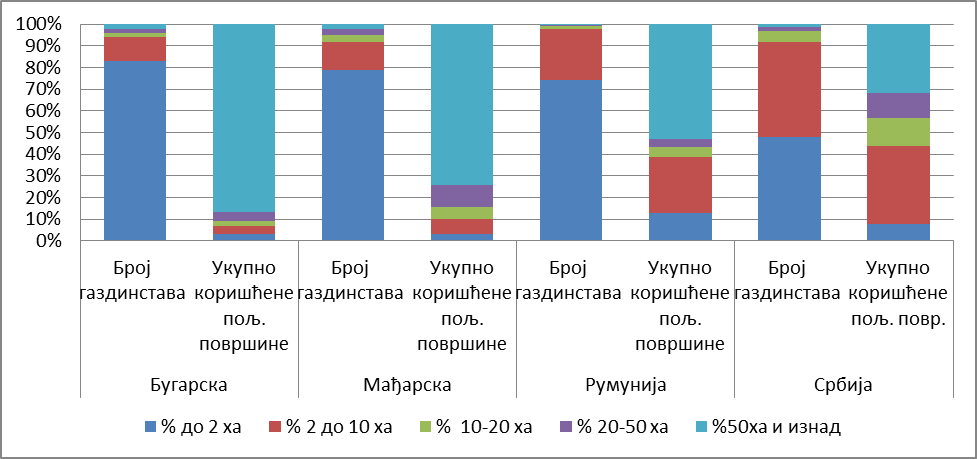 100%
90%
80%
70%
60%
50%
40%
30%
20%
10%
0%
Број газдинстава
Укупно коришћене пољ. површине
Број газдинстава
Укупно коришћене пољ. површине
Број газдинстава
Укупно коришћене пољ. површине
Број газдинстава
Укупно коришћене пољ. повр.
Бугарска Мађарска Румунија Србија
% до 2 ха % 2 до 10 ха % 10-20 ха % 20-50 ха %50ха и изнад